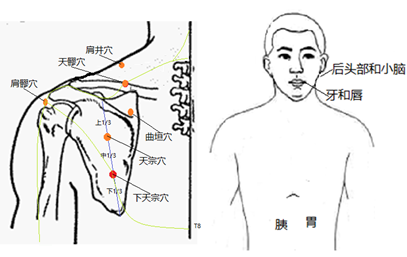 肩井穴
天髎穴
肩髎穴
曲垣穴
上1/3
天宗穴
中1/3
下天宗穴
下1/3
T8
后头部和小脑
牙和唇
胰 胃